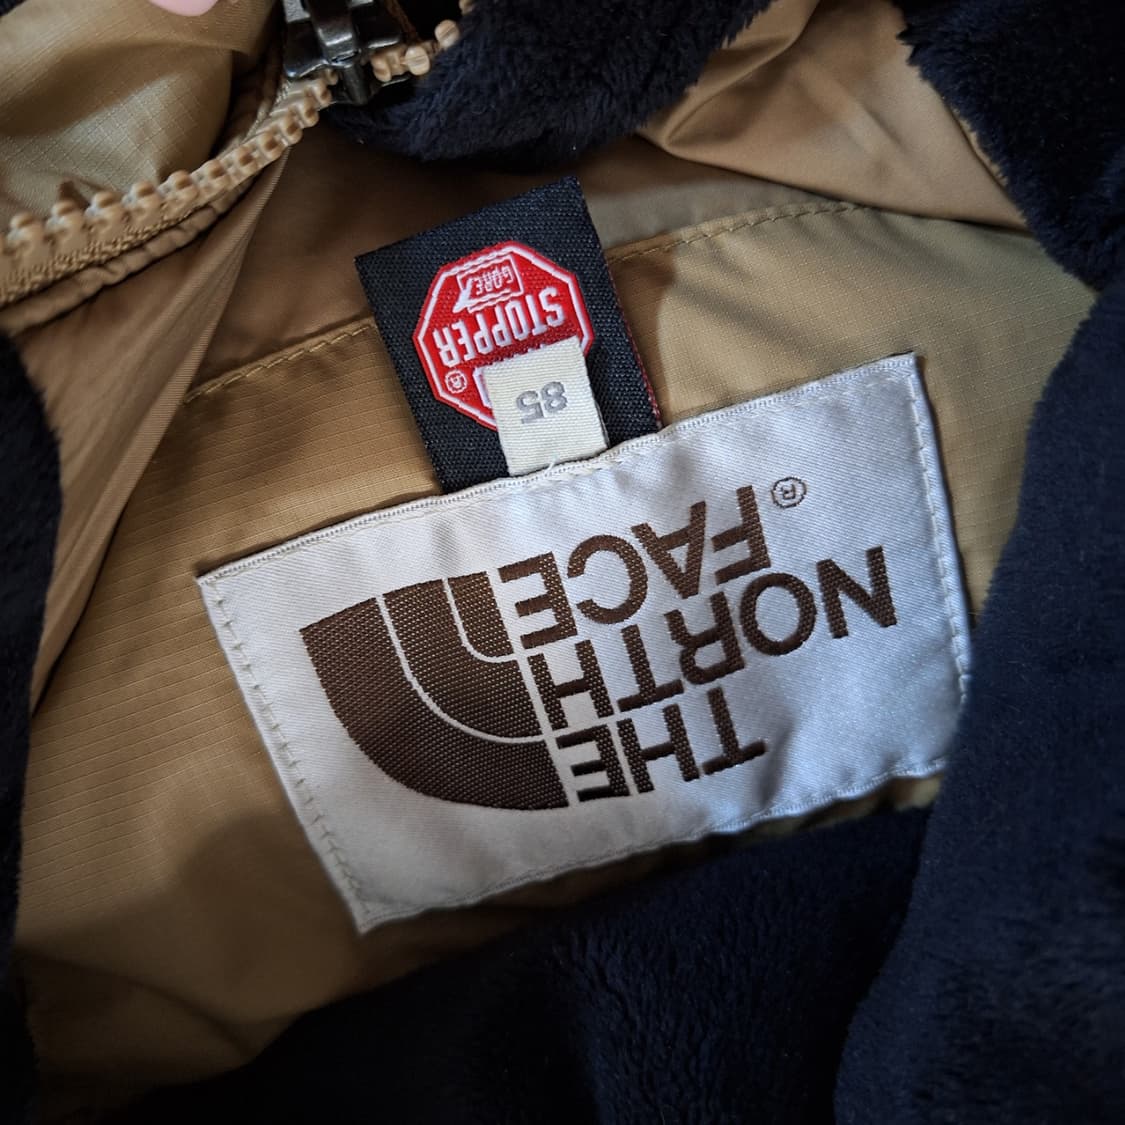 THE
NORTH
FACE®
85
®
STOPPER
GORE